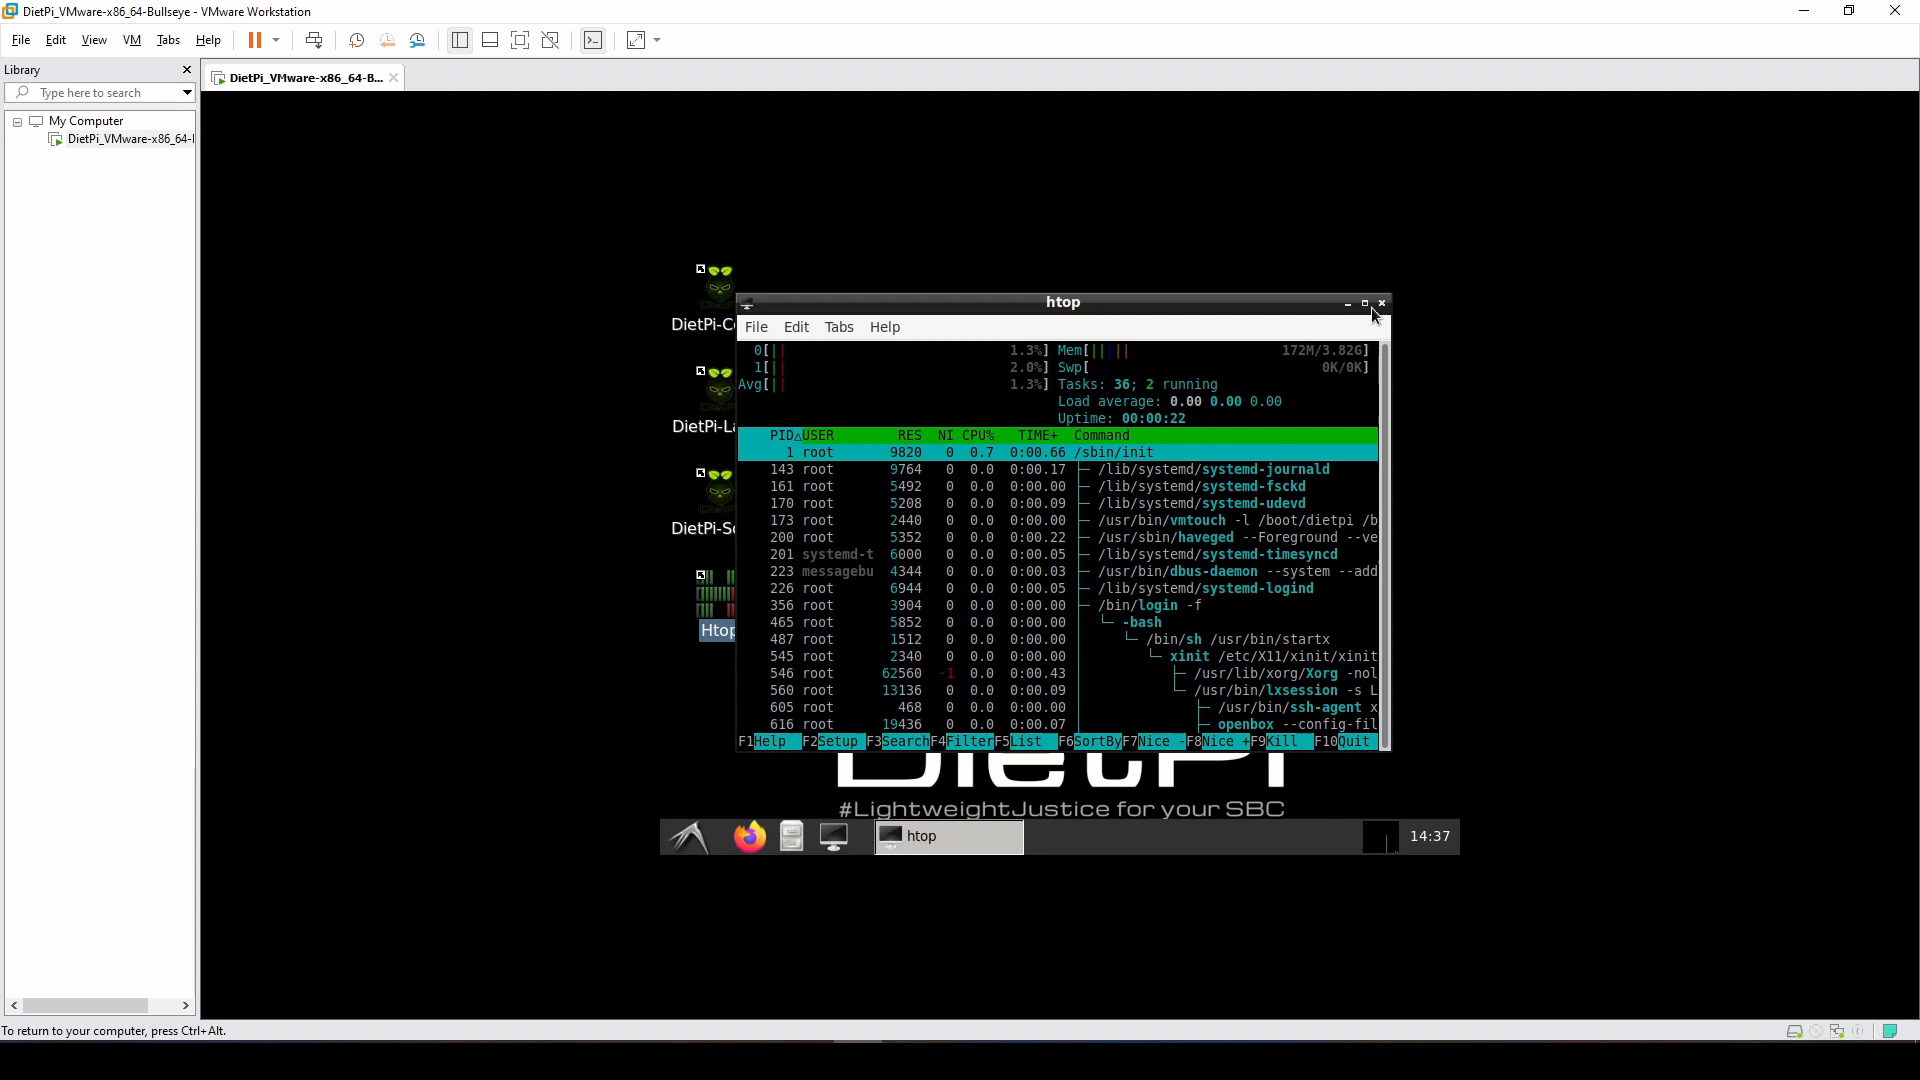 DietPi_VMware-x86_64-Bullseye - VMware Workstation
File Edit View VM Tabs Help
Library
DietPi_VMware-x86_64-B...
Type here to search
My Computer
DietPi_VMware-x86_64-
DietPi-C
DietPi-L
DietPi-S
Htop
htop
File Edit Tabs Help
0[|| 1.3%] Mem[||||| 172M/3.82G]
1[|| 2.0%] Swp[ 0K/0K]
Avg[|| 1.3%] Tasks: 36; 2 running
Load average: 0.00 0.00 0.00
Uptime: 00:00:22
PID△USER RES NI CPU% TIME+ Command
1 root 9820 0 0.7 0:00.66 /sbin/init
143 root 9764 0 0.0 0:00.17 ├─ /lib/systemd/systemd-journald
161 root 5492 0 0.0 0:00.00 ├─ /lib/systemd/systemd-fsckd
170 root 5208 0 0.0 0:00.09 ├─ /lib/systemd/systemd-udevd
173 root 2440 0 0.0 0:00.00 ├─ /usr/bin/vmtouch -l /boot/dietpi /b
200 root 5352 0 0.0 0:00.22 ├─ /usr/sbin/haveged --Foreground --ve
201 systemd-t 6000 0 0.0 0:00.05 ├─ /lib/systemd/systemd-timesyncd
223 messagebu 4344 0 0.0 0:00.03 ├─ /usr/bin/dbus-daemon --system --add
226 root 6944 0 0.0 0:00.05 ├─ /lib/systemd/systemd-logind
356 root 3904 0 0.0 0:00.00 ├─ /bin/login -f
465 root 5852 0 0.0 0:00.00 │ └─ -bash
487 root 1512 0 0.0 0:00.00 │ └─ /bin/sh /usr/bin/startx
545 root 2340 0 0.0 0:00.00 │ └─ xinit /etc/X11/xinit/xinit
546 root 62560 -1 0.0 0:00.43 │ ├─ /usr/lib/xorg/Xorg -nol
560 root 13136 0 0.0 0:00.09 │ └─ /usr/bin/lxsession -s L
605 root 468 0 0.0 0:00.00 │ ├─ /usr/bin/ssh-agent x
616 root 19436 0 0.0 0:00.07 │ ├─ openbox --config-fil
F1Help F2Setup F3SearchF4FilterF5List F6SortByF7Nice -F8Nice +F9Kill F10Quit
DietPi
#LightweightJustice for your SBC
htop
14:37
To return to your computer, press Ctrl+Alt.